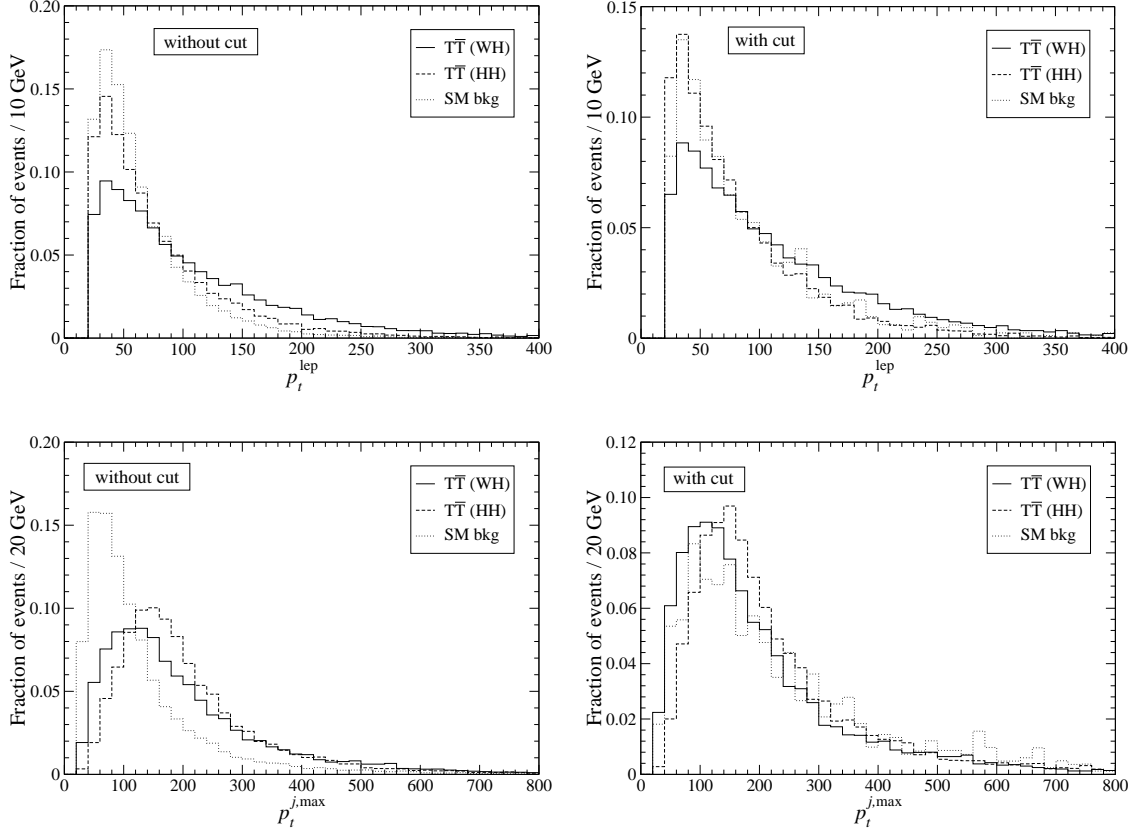 without cut
TT̅ (WH)
TT̅ (HH)
SM bkg
Fraction of events / 10 GeV
0.20
0.15
0.10
0.05
0
0 50 100 150 200 250 300 350 400
p_t^lep
with cut
TT̅ (WH)
TT̅ (HH)
SM bkg
Fraction of events / 10 GeV
0.15
0.10
0.05
0
0 50 100 150 200 250 300 350 400
p_t^lep
without cut
TT̅ (WH)
TT̅ (HH)
SM bkg
Fraction of events / 20 GeV
0.20
0.15
0.10
0.05
0
0 100 200 300 400 500 600 700 800
p_t^j,max
with cut
TT̅ (WH)
TT̅ (HH)
SM bkg
Fraction of events / 20 GeV
0.12
0.10
0.08
0.06
0.04
0.02
0
0 100 200 300 400 500 600 700 800
p_t^j,max